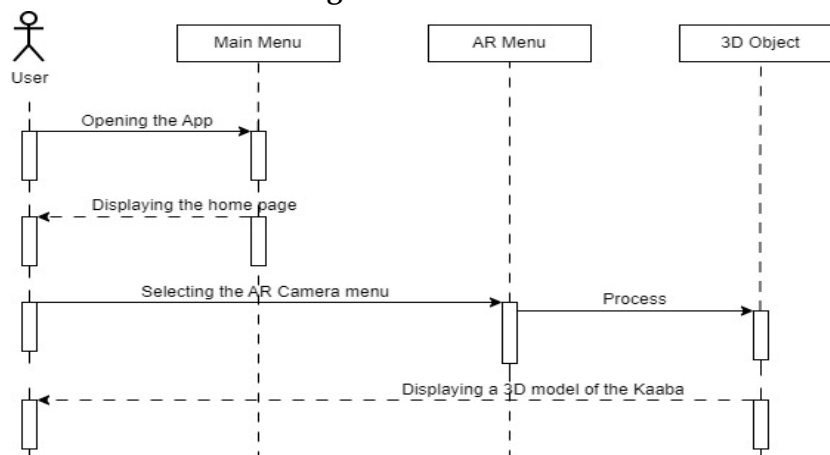 Main Menu
AR Menu
3D Object
User
Opening the App
Displaying the home page
Selecting the AR Camera menu
Process
Displaying a 3D model of the Kaaba